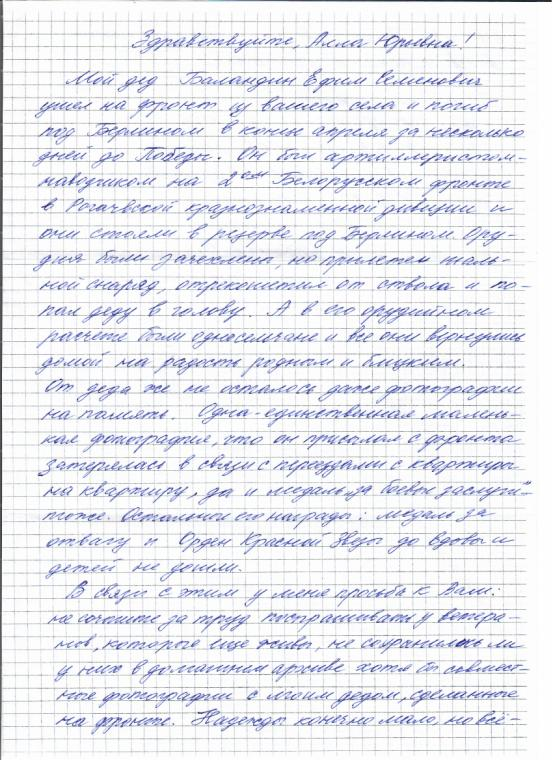 Здравствуйте, Алла Юрьевна!
Мой дед Баландин Ефим Семенович
ушел на фронт из вашего села и погиб
под Берлином в конце апреля за несколько
дней до Победы. Он был артиллеристом-
наводчиком на 2ом Белорусском фронте
в Рогачевской краснознаменной дивизии и
они стояли в резерве под Берлином. Ору-
дия были зачехлены, но прилетел шаль-
ной снаряд, отрекошетил от ствола и по-
пал деду в голову. А в его орудийном
расчете были односельчане и все они вернулись
домой на радость родным и близким.
От деда же не осталось даже фотографии
на память. Одна-единственная малень-
кая фотография, что он присылал с фронта
затерялась в связи с переездами с квартиры
на квартиру, да и медаль „за боевые заслуги"-
тоже. Остальные его награды: медаль за
отвагу и Орден Красной Звезды до вдовы и
детей не дошли.
В связи с этим у меня просьба к Вам:
не сочтите за труд поспрашивать у ветера-
нов, которые еще живы, не сохранилось ли
у них в домашнем архиве хотя бы совмест-
ные фотографии с моим дедом, сделанные
на фронте. Надежды конечно мало, но всё-